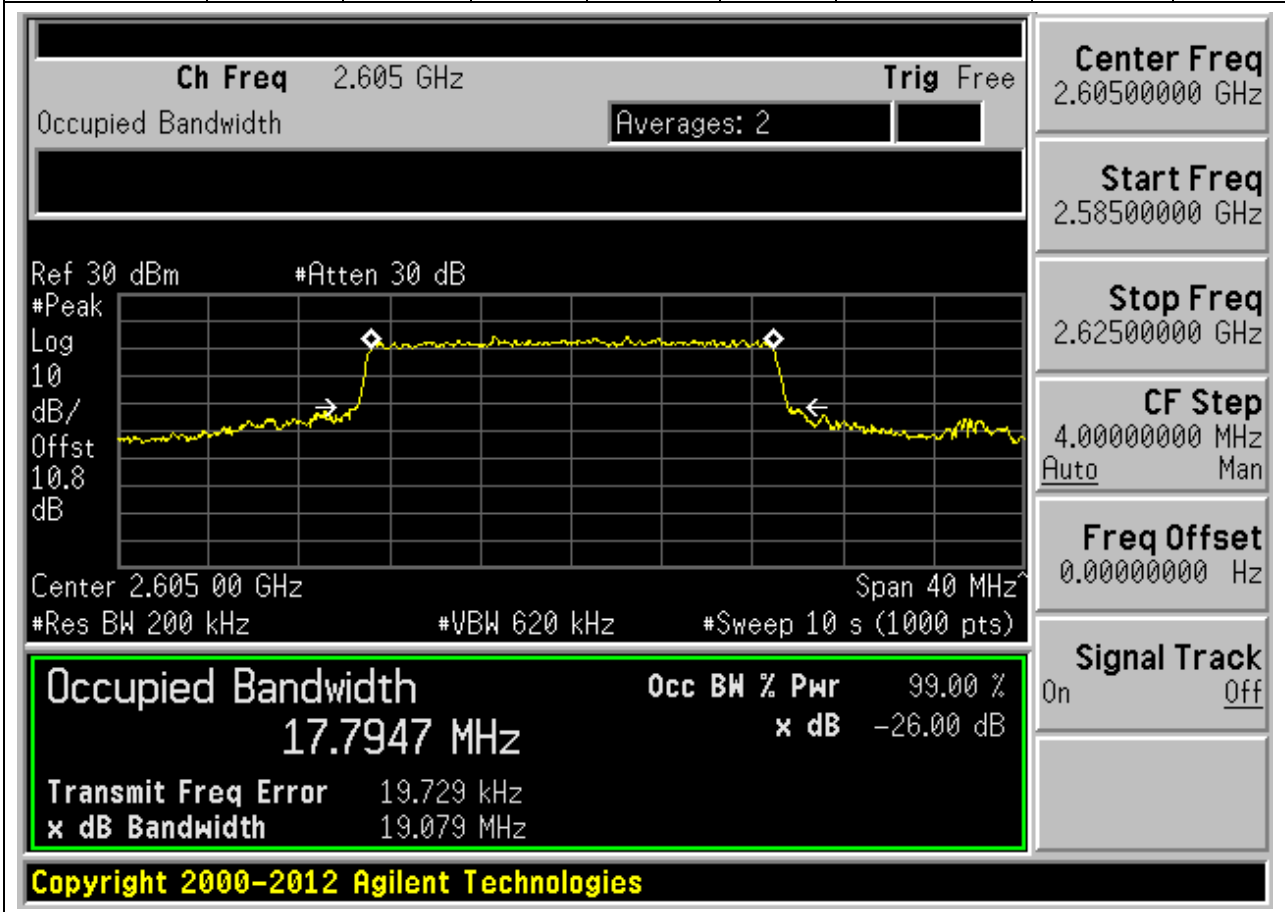 Ch Freq 2.605 GHz Trig Free
Occupied Bandwidth Averages: 2
Ref 30 dBm #Atten 30 dB
#Peak
Log
10
dB/
Offst
10.8
dB
Center 2.605 00 GHz Span 40 MHz^
#Res BW 200 kHz #VBW 620 kHz #Sweep 10 s (1000 pts)
Occupied Bandwidth Occ BW % Pwr 99.00 %
17.7947 MHz x dB -26.00 dB
Transmit Freq Error 19.729 kHz
x dB Bandwidth 19.079 MHz
Copyright 2000-2012 Agilent Technologies
Center Freq
2.60500000 GHz
Start Freq
2.58500000 GHz
Stop Freq
2.62500000 GHz
CF Step
4.00000000 MHz
Auto Man
Freq Offset
0.00000000 Hz
Signal Track
On Off